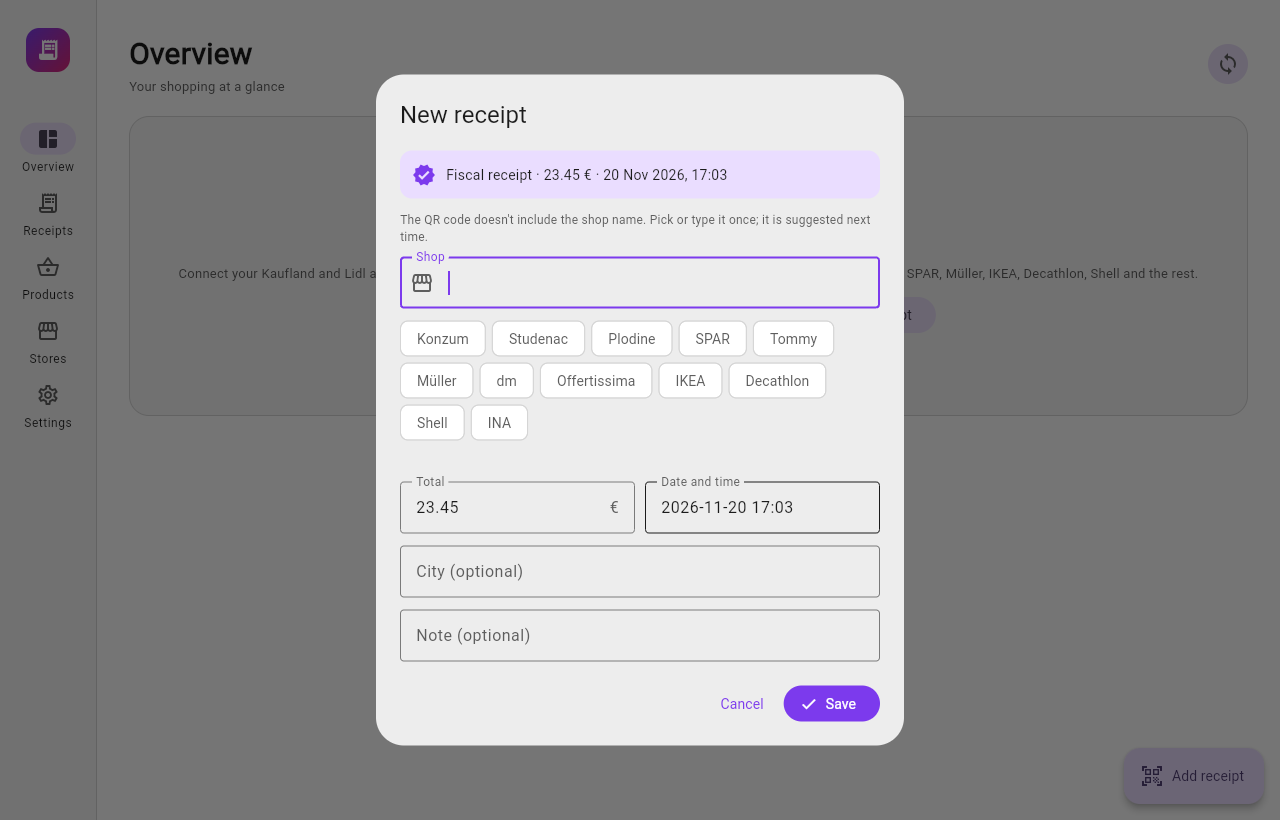 Overview
Your shopping at a glance
Overview
Receipts
Products
Stores
Settings
Connect your Kaufland and Lidl a
SPAR, Müller, IKEA, Decathlon, Shell and the rest.
New receipt
Fiscal receipt · 23.45 € · 20 Nov 2026, 17:03
The QR code doesn't include the shop name. Pick or type it once; it is suggested next
time.
Shop
Konzum Studenac Plodine SPAR Tommy
Müller dm Offertissima IKEA Decathlon
Shell INA
Total
23.45 €
Date and time
2026-11-20 17:03
City (optional)
Note (optional)
Cancel Save
Add receipt